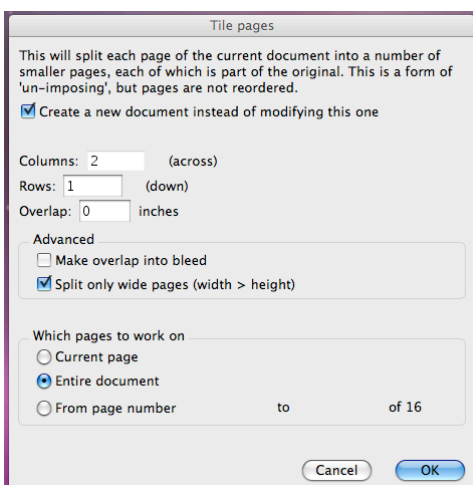 Tile pages
This will split each page of the current document into a number of
smaller pages, each of which is part of the original. This is a form of
'un-imposing', but pages are not reordered.
Create a new document instead of modifying this one
Columns: 2 (across)
Rows: 1 (down)
Overlap: 0 inches
Advanced
Make overlap into bleed
Split only wide pages (width > height)
Which pages to work on
Current page
Entire document
From page number to of 16
Cancel OK